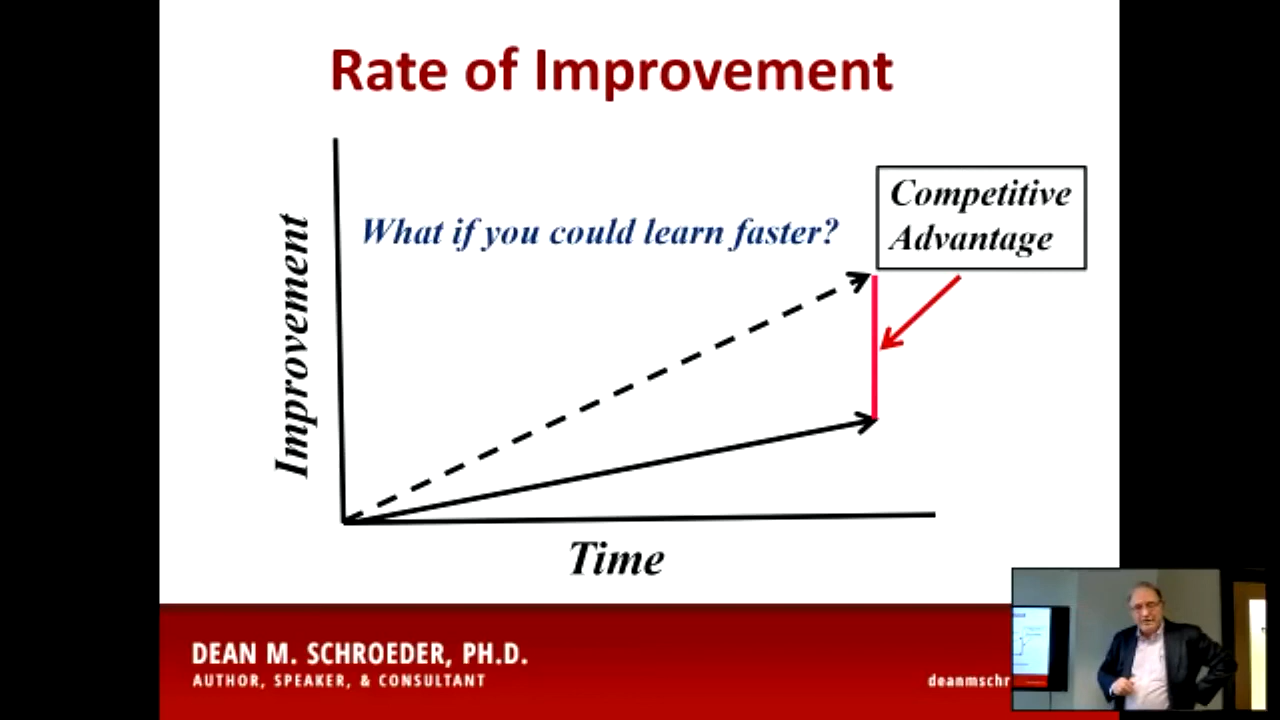 Rate of Improvement
What if you could learn faster?
Competitive
Advantage
Improvement
Time
DEAN M. SCHROEDER, PH.D.
AUTHOR, SPEAKER, & CONSULTANT
deanmschr